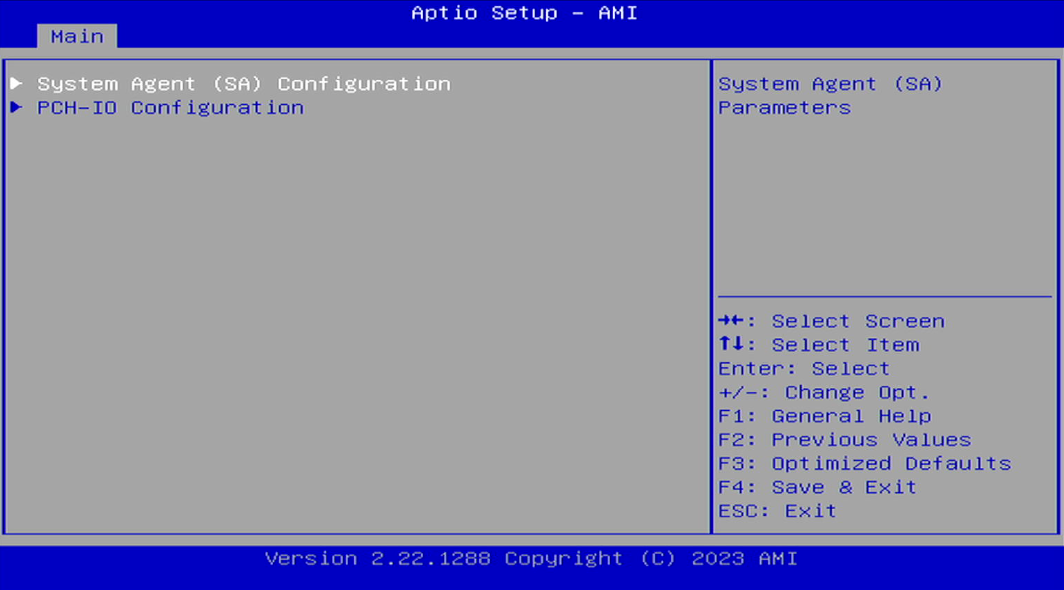 Aptio Setup – AMI
Main
► System Agent (SA) Configuration
► PCH-IO Configuration
System Agent (SA)
Parameters
→←: Select Screen
↑↓: Select Item
Enter: Select
+/-: Change Opt.
F1: General Help
F2: Previous Values
F3: Optimized Defaults
F4: Save & Exit
ESC: Exit
Version 2.22.1288 Copyright (C) 2023 AMI